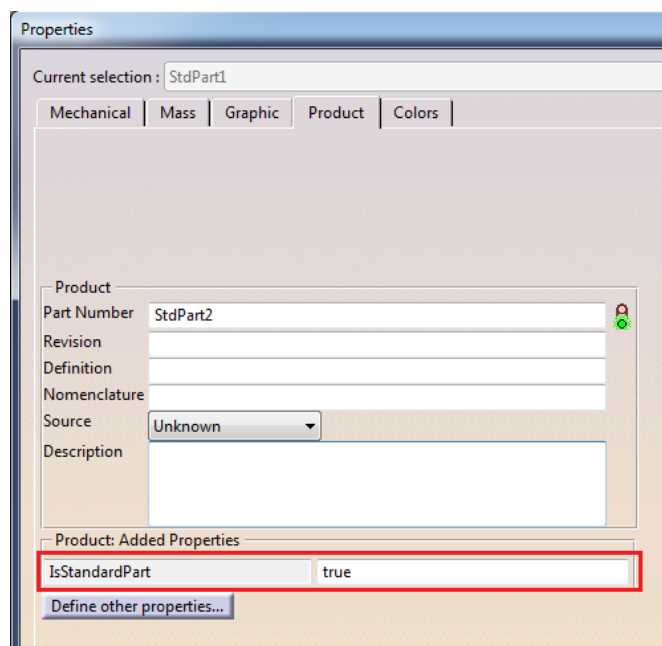 Properties
Current selection : StdPart1
Mechanical Mass Graphic Product Colors
Product
Part Number StdPart2
Revision
Definition
Nomenclature
Source Unknown
Description
Product: Added Properties
IsStandardPart true
Define other properties...